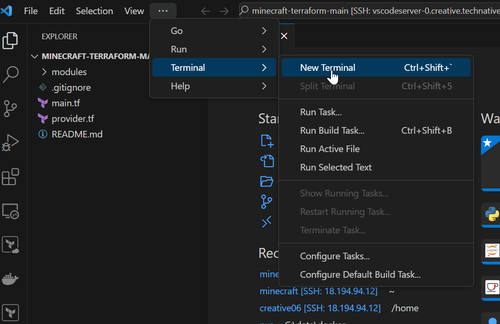 File Edit Selection View ···
minecraft-terraform-main [SSH: vscodeserver-0.creative.technative
EXPLORER
MINECRAFT-TERRAFORM-MA
modules
.gitignore
main.tf
provider.tf
README.md
Go
Run
Terminal
Help
New Terminal Ctrl+Shift+`
Split Terminal Ctrl+Shift+5
Run Task...
Run Build Task... Ctrl+Shift+B
Run Active File
Run Selected Text
Show Running Tasks...
Restart Running Task...
Terminate Task...
Configure Tasks...
Configure Default Build Task...
Star
Wa
Rec
mine
minecraft [SSH: 18.194.94.12] ~
creative06 [SSH: 18.194.94.12] /home